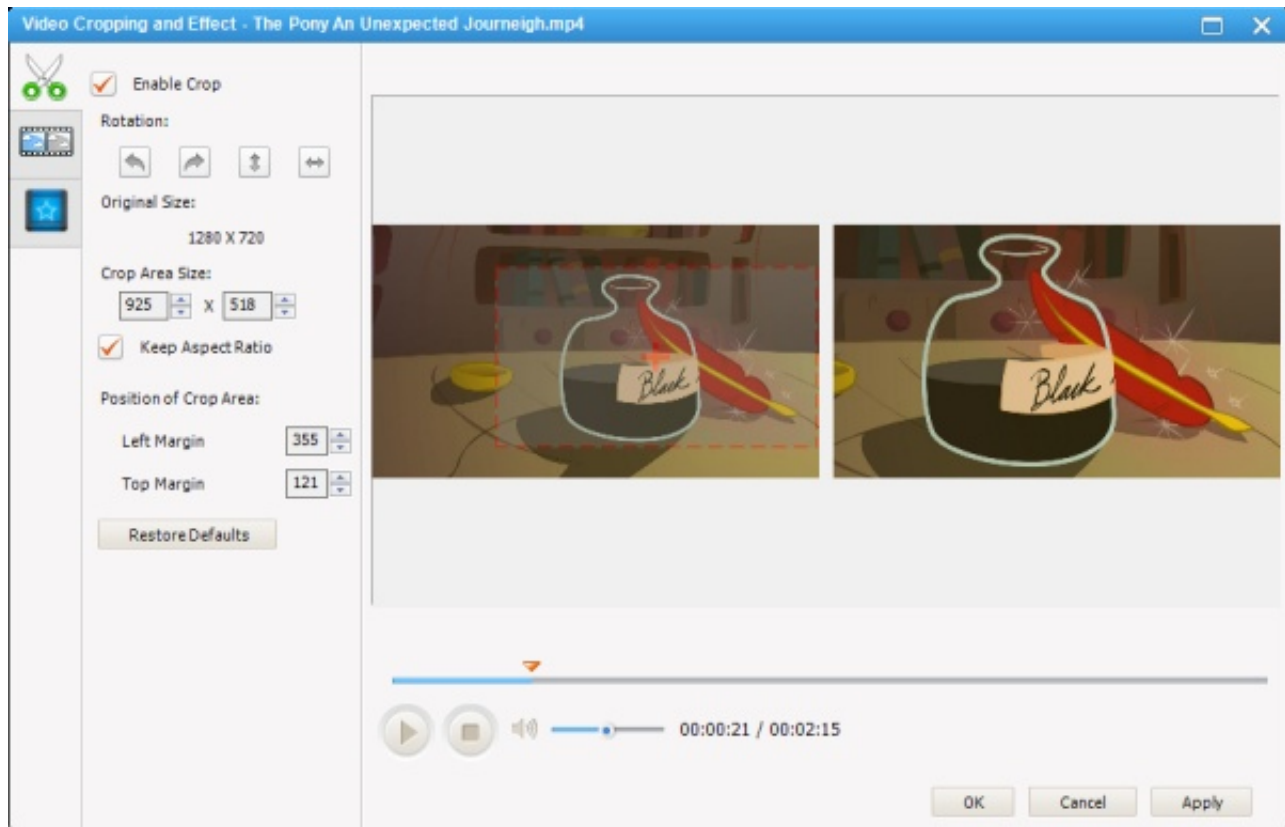 Video Cropping and Effect - The Pony An Unexpected Journeigh.mp4
Enable Crop
Rotation:
Original Size:
1280 X 720
Crop Area Size:
925 X 518
Keep Aspect Ratio
Position of Crop Area:
Left Margin 355
Top Margin 121
Restore Defaults
Black
Black
00:00:21 / 00:02:15
OK Cancel Apply